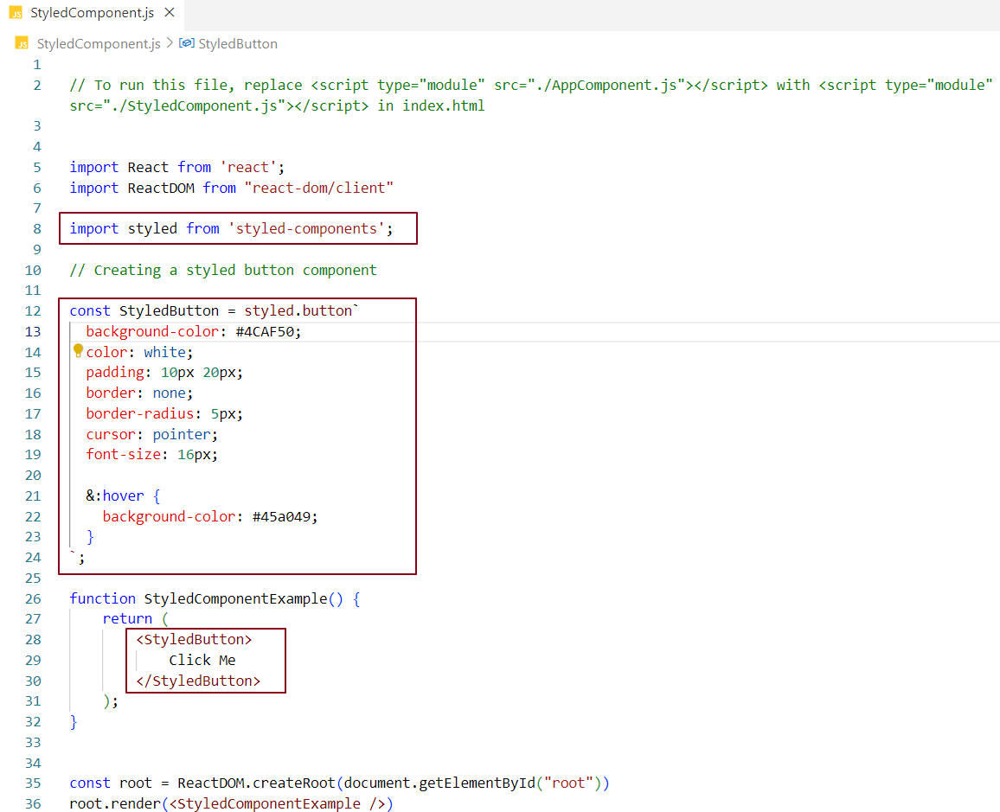 JS StyledComponent.js ×
JS StyledComponent.js > StyledButton
1
2 // To run this file, replace <script type="module" src="./AppComponent.js"></script> with <script type="module"
src="./StyledComponent.js"></script> in index.html
3
4
5 import React from 'react';
6 import ReactDOM from "react-dom/client"
7
8 import styled from 'styled-components';
9
10 // Creating a styled button component
11
12 const StyledButton = styled.button`
13   background-color: #4CAF50;
14   color: white;
15   padding: 10px 20px;
16   border: none;
17   border-radius: 5px;
18   cursor: pointer;
19   font-size: 16px;
20
21   &:hover {
22     background-color: #45a049;
23   }
24 `;
25
26 function StyledComponentExample() {
27     return (
28         <StyledButton>
29             Click Me
30         </StyledButton>
31     );
32 }
33
34
35 const root = ReactDOM.createRoot(document.getElementById("root"))
36 root.render(<StyledComponentExample />)